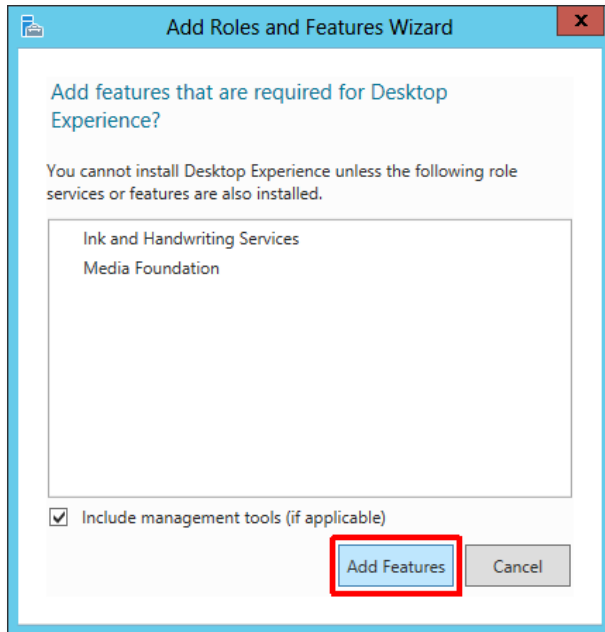 Add Roles and Features Wizard
x
Add features that are required for Desktop
Experience?
You cannot install Desktop Experience unless the following role
services or features are also installed.
Ink and Handwriting Services
Media Foundation
Include management tools (if applicable)
Add Features
Cancel